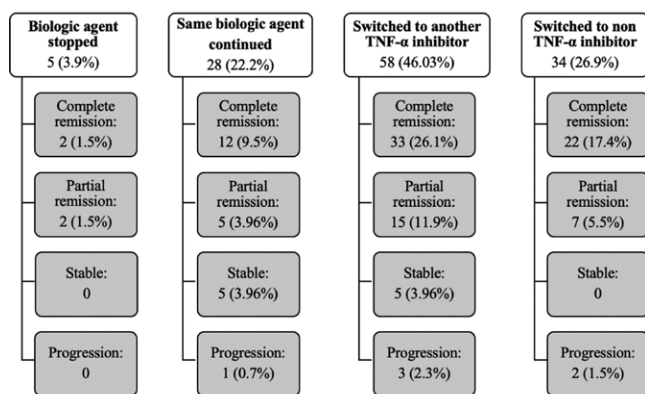 Biologic agent
stopped
5 (3.9%)
Complete
remission:
2 (1.5%)
Partial
remission:
2 (1.5%)
Stable:
0
Progression:
0
Same biologic agent
continued
28 (22.2%)
Complete
remission:
12 (9.5%)
Partial
remission:
5 (3.96%)
Stable:
5 (3.96%)
Progression:
1 (0.7%)
Switched to another
TNF-α inhibitor
58 (46.03%)
Complete
remission:
33 (26.1%)
Partial
remission:
15 (11.9%)
Stable:
5 (3.96%)
Progression:
3 (2.3%)
Switched to non
TNF-α inhibitor
34 (26.9%)
Complete
remission:
22 (17.4%)
Partial
remission:
7 (5.5%)
Stable:
0
Progression:
2 (1.5%)